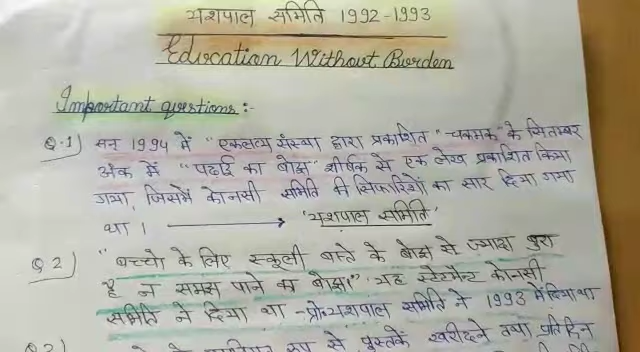 यशपाल समिति 1992-1993
Education Without Burden
Important questions :-
Q.1) सन् 1994 में "एकलव्य संस्था द्वारा प्रकाशित "चकमक" के सितम्बर
अंक में "पढाई का बोझ" शीर्षक से एक लेख प्रकाशित किया
गया, जिसमें कोनसी समिति की सिफारिशों का सार दिया गया
था। → "यशपाल समिति"
Q 2) "बच्चो के लिए स्कूली बस्ते के बोझ से ज्यादा बुरा
है न समझ पाने का बोझ।" यह स्टेटमेन्ट कोनसी
समिति ने दिया था - प्रो० यशपाल समिति ने 1993 में दिया था
Q 3) रूप से पुस्तकें खरीदने तथा प्रतिदिन